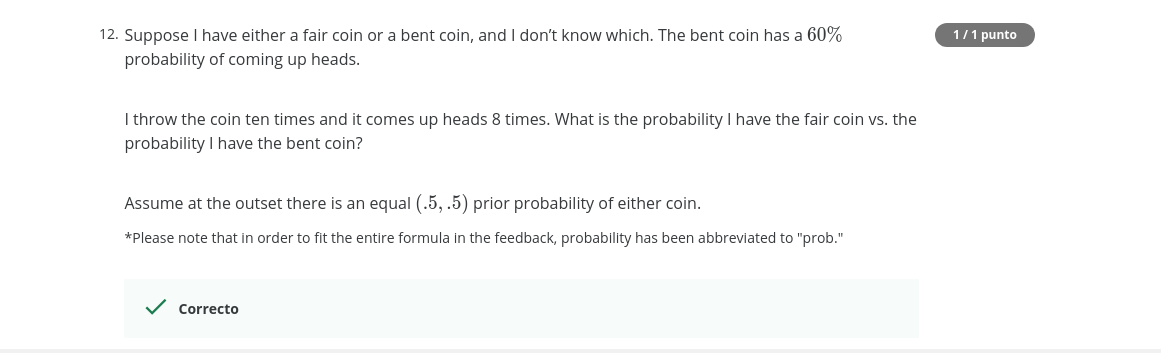 12. Suppose I have either a fair coin or a bent coin, and I don’t know which. The bent coin has a 60% 1 / 1 punto
probability of coming up heads.
I throw the coin ten times and it comes up heads 8 times. What is the probability I have the fair coin vs. the
probability I have the bent coin?
Assume at the outset there is an equal (.5, .5) prior probability of either coin.
*Please note that in order to fit the entire formula in the feedback, probability has been abbreviated to "prob."
Correcto